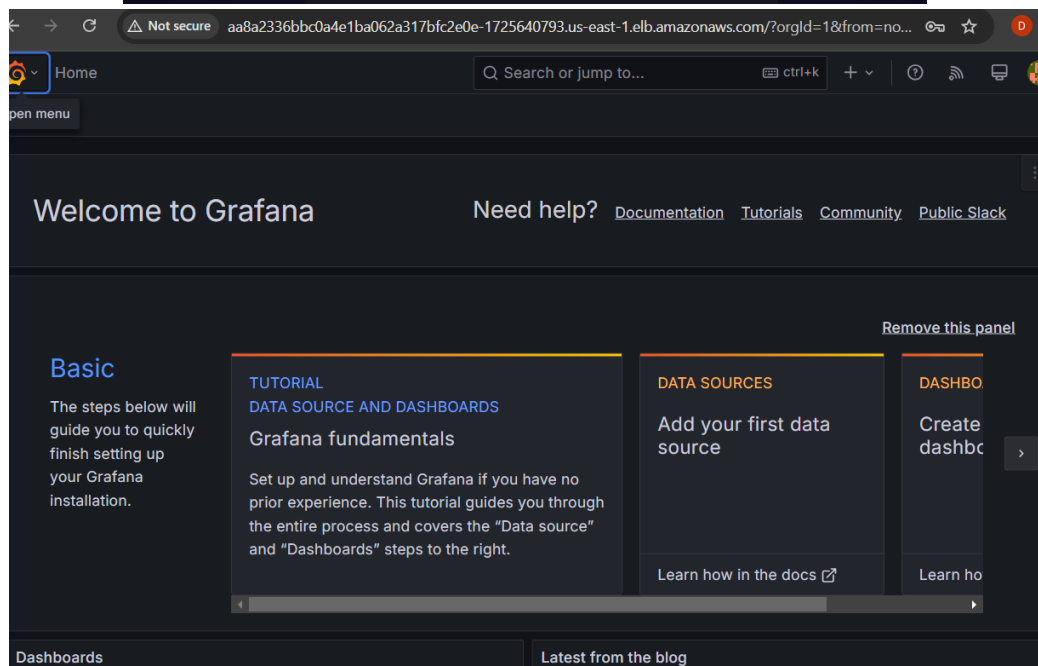 Not secure aa8a2336bbc0a4e1ba062a317bfc2e0e-1725640793.us-east-1.elb.amazonaws.com/?orgId=1&from=no...
D
Home
Search or jump to...
ctrl+k
pen menu
Welcome to Grafana
Need help? Documentation Tutorials Community Public Slack
Remove this panel
Basic
The steps below will
guide you to quickly
finish setting up
your Grafana
installation.
TUTORIAL
DATA SOURCE AND DASHBOARDS
Grafana fundamentals
Set up and understand Grafana if you have no
prior experience. This tutorial guides you through
the entire process and covers the “Data source”
and “Dashboards” steps to the right.
DATA SOURCES
Add your first data
source
Learn how in the docs
DASHBO
Create
dashbo
Learn ho
Dashboards
Latest from the blog